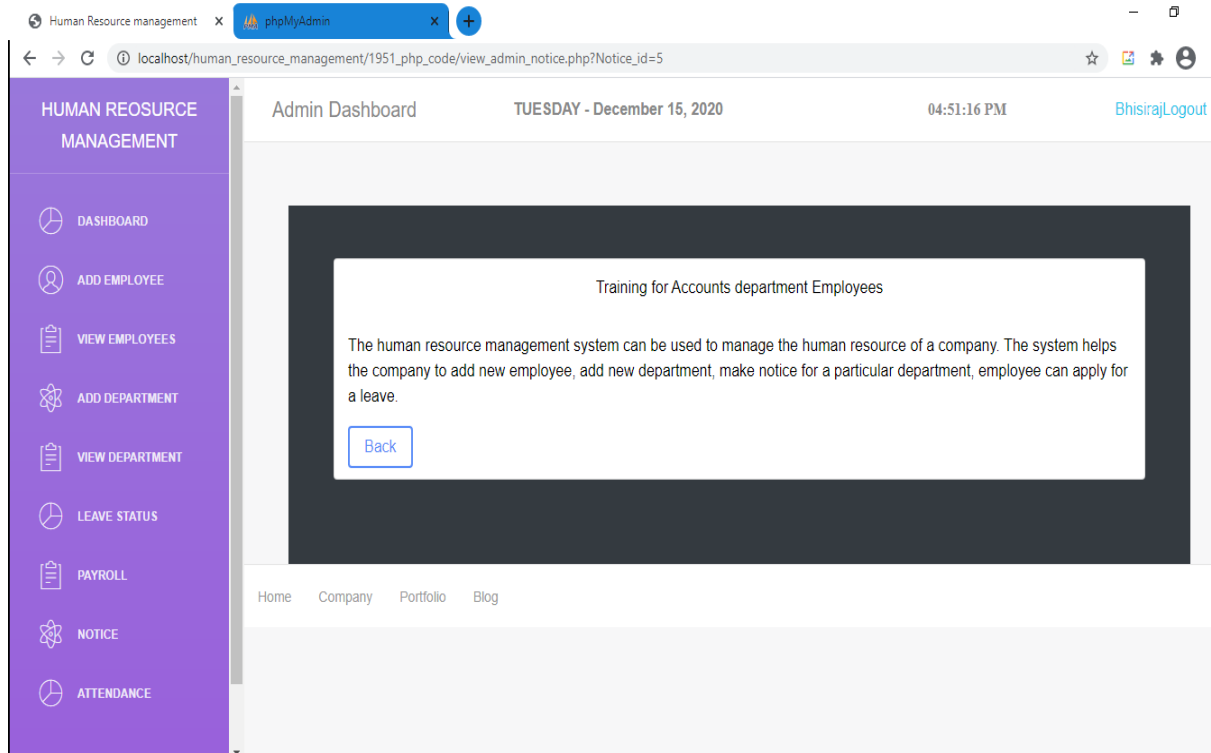 Human Resource management
phpMyAdmin
localhost/human_resource_management/1951_php_code/view_admin_notice.php?Notice_id=5
HUMAN REOSURCE
MANAGEMENT
Admin Dashboard
TUESDAY - December 15, 2020
04:51:16 PM
BhisirajLogout
DASHBOARD
ADD EMPLOYEE
VIEW EMPLOYEES
ADD DEPARTMENT
VIEW DEPARTMENT
LEAVE STATUS
PAYROLL
NOTICE
ATTENDANCE
Training for Accounts department Employees
The human resource management system can be used to manage the human resource of a company. The system helps
the company to add new employee, add new department, make notice for a particular department, employee can apply for
a leave.
Back
Home Company Portfolio Blog